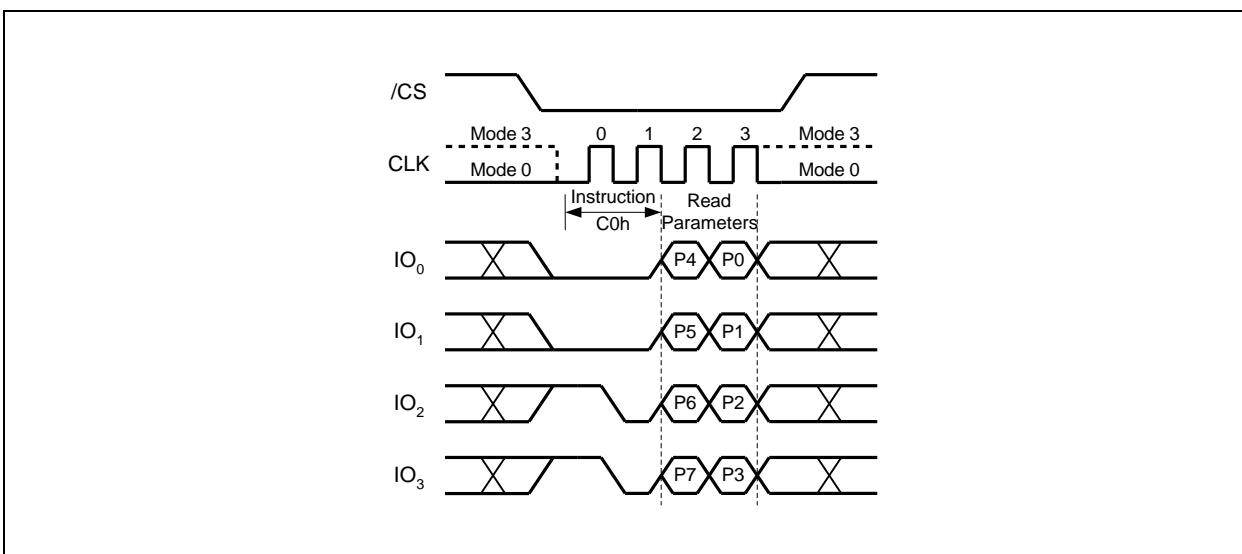 /CS
Mode 3 0 1 2 3 Mode 3
CLK Mode 0 Mode 0
Instruction Read
C0h Parameters
IO0 P4 P0
IO1 P5 P1
IO2 P6 P2
IO3 P7 P3